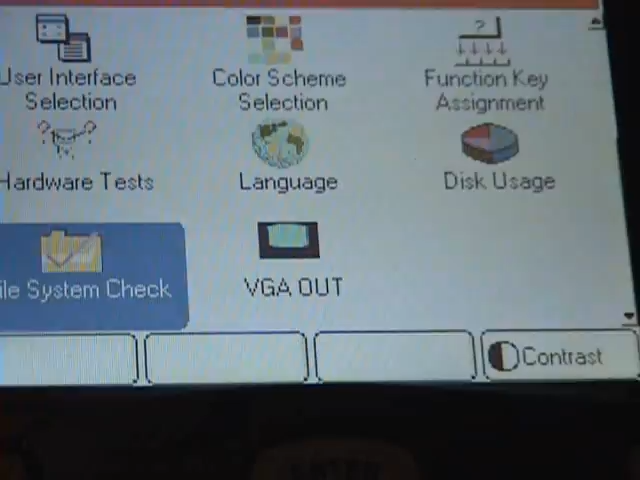 User Interface
Selection
Color Scheme
Selection
Function Key
Assignment
Hardware Tests
Language
Disk Usage
ile System Check
VGA OUT
Contrast